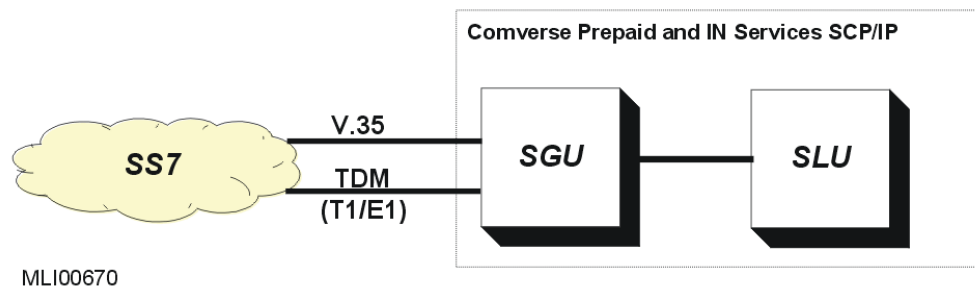 Comverse Prepaid and IN Services SCP/IP
V.35
SS7
SGU
SLU
TDM
(T1/E1)
MLI00670